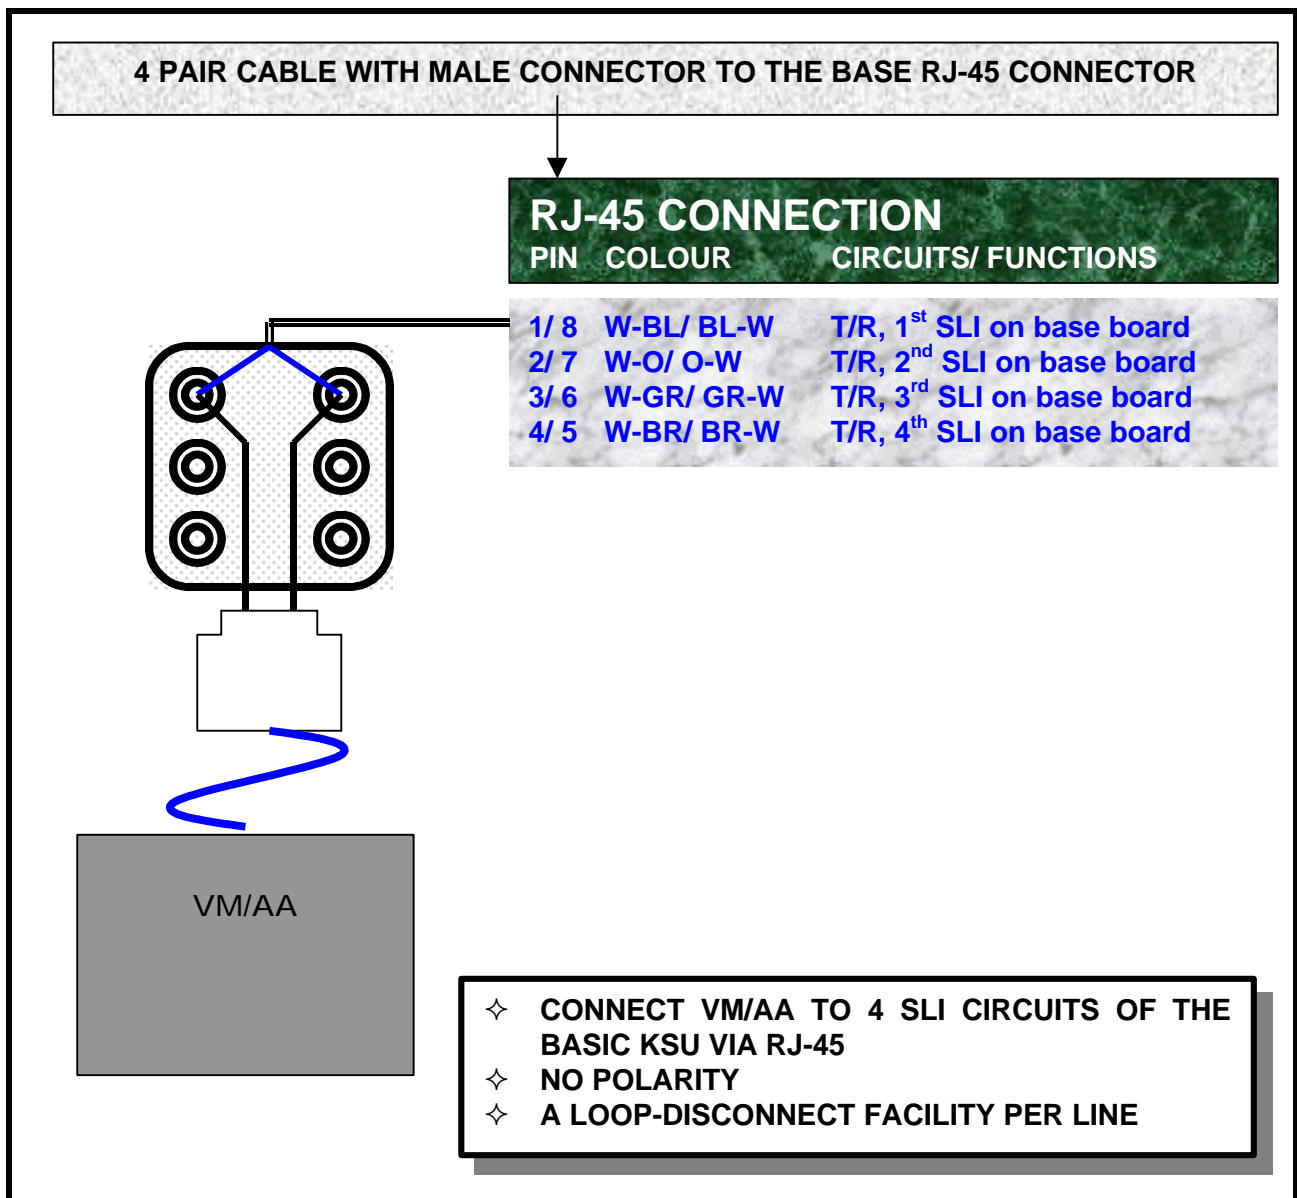 4 PAIR CABLE WITH MALE CONNECTOR TO THE BASE RJ-45 CONNECTOR
RJ-45 CONNECTION
PIN COLOUR CIRCUITS/ FUNCTIONS
1/ 8 W-BL/ BL-W T/R, 1st SLI on base board
2/ 7 W-O/ O-W T/R, 2nd SLI on base board
3/ 6 W-GR/ GR-W T/R, 3rd SLI on base board
4/ 5 W-BR/ BR-W T/R, 4th SLI on base board
VM/AA
✧ CONNECT VM/AA TO 4 SLI CIRCUITS OF THE
BASIC KSU VIA RJ-45
✧ NO POLARITY
✧ A LOOP-DISCONNECT FACILITY PER LINE